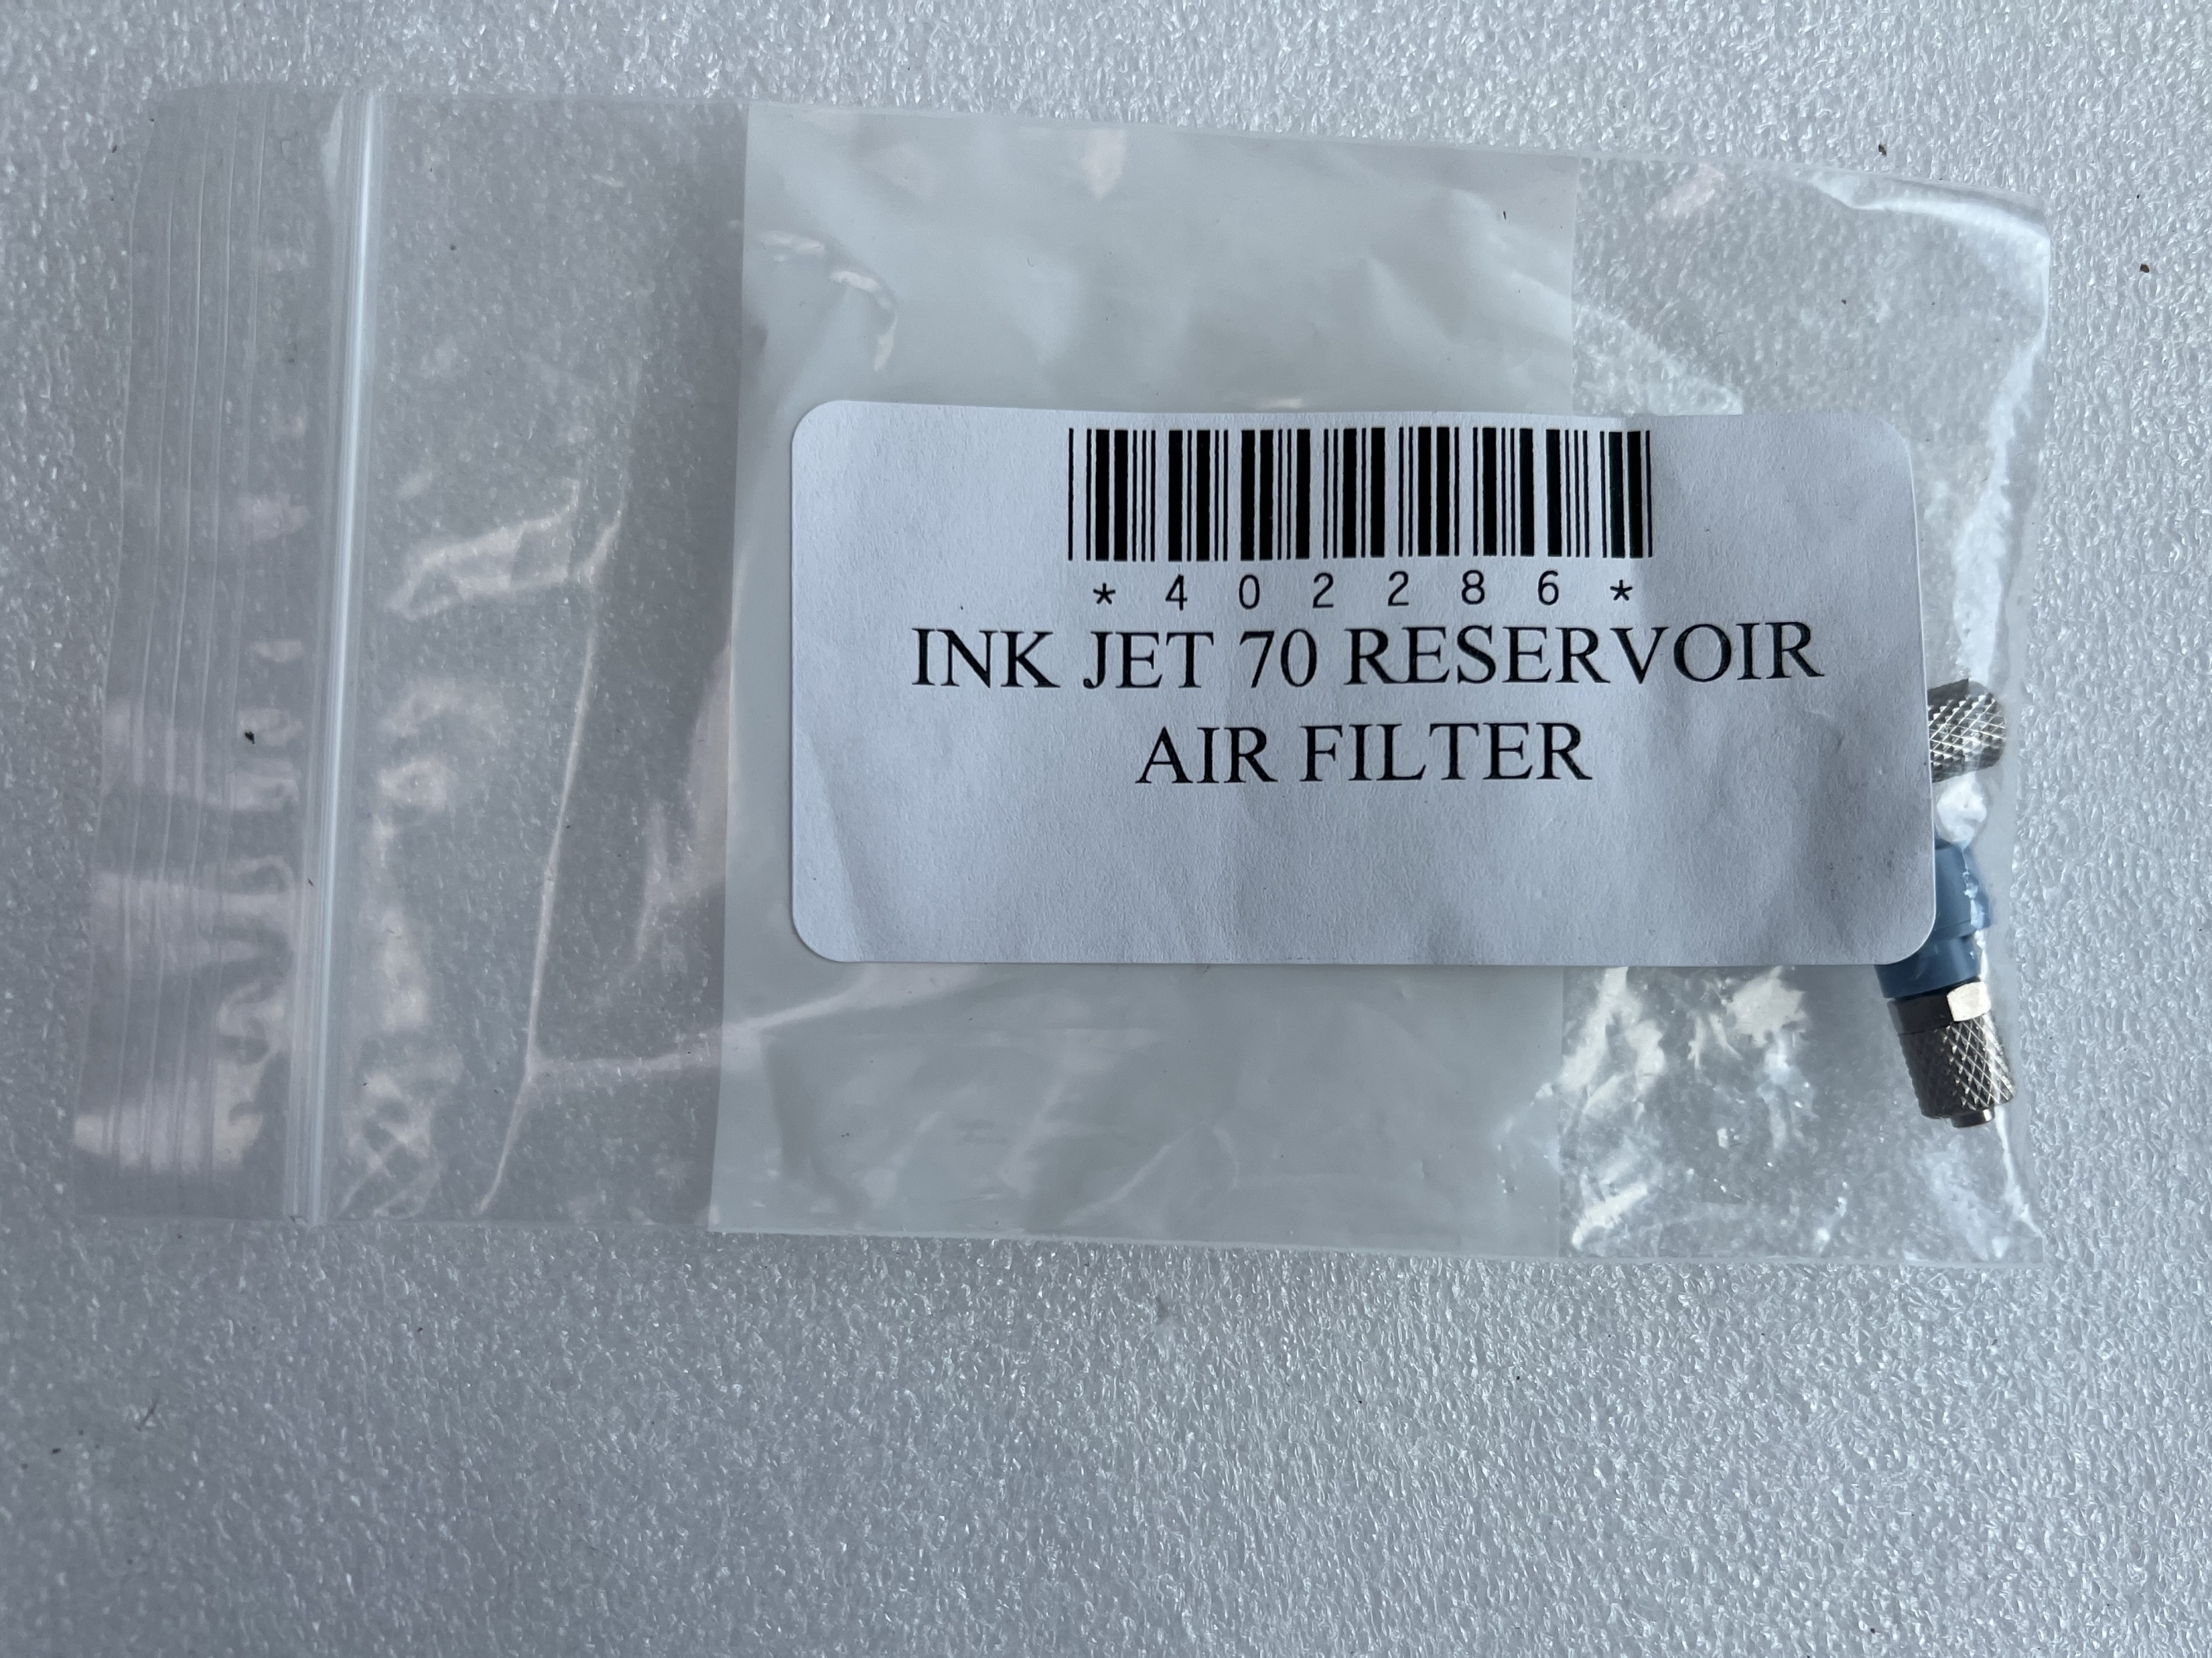 *402286*
INK JET 70 RESERVOIR
AIR FILTER